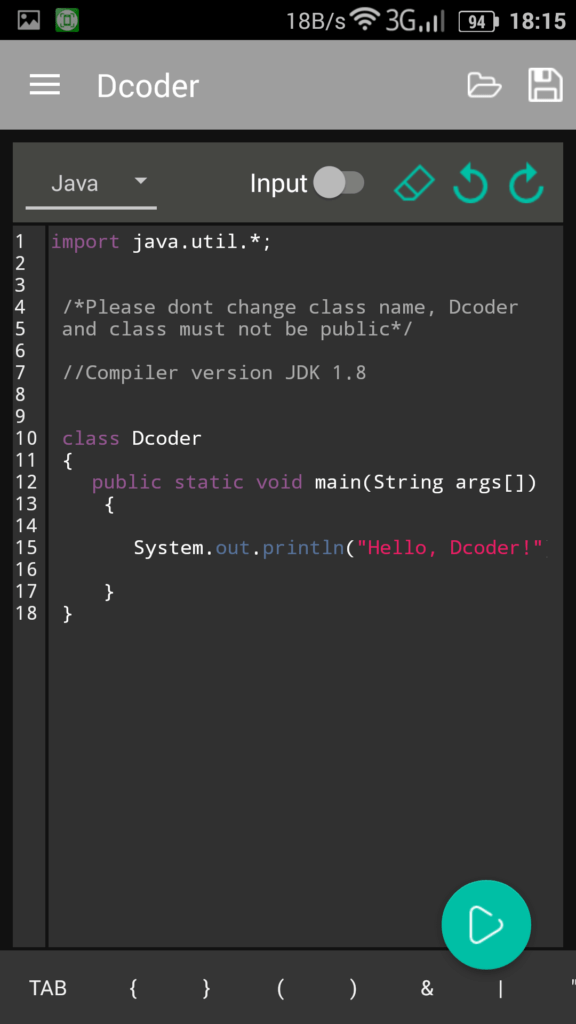 18B/s 3G 94 18:15
Dcoder
Java Input
1 import java.util.*;
2
3
4 /*Please dont change class name, Dcoder
5 and class must not be public*/
6
7 //Compiler version JDK 1.8
8
9
10 class Dcoder
11 {
12 public static void main(String args[])
13 {
14
15 System.out.println("Hello, Dcoder!"
16
17 }
18 }
TAB { } ( ) & | "